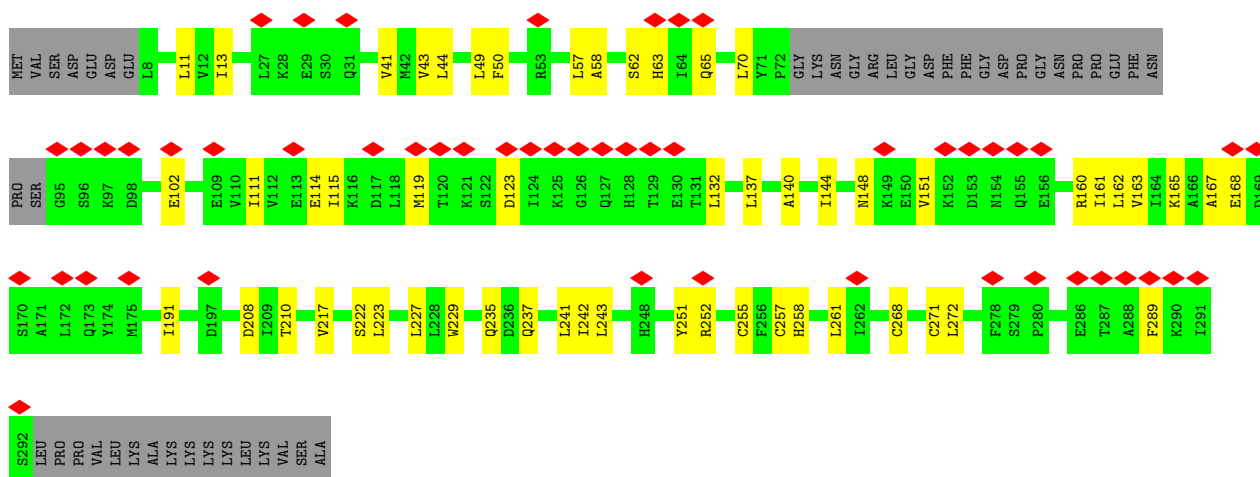 MET VAL SER ASP GLU ASP GLU L8 L11 V12 I13 L27 K28 E29 S30 Q31 V41 M42 V43 L44 L49 F50 R53 L57 A58 S62 H63 I64 Q65 L70 Y71 P72 GLY LYS ASN GLY ARG LEU GLY ASP PHE PHE GLY ASP PRO GLY ASN PRO PRO GLU PHE ASN
PRO SER G95 S96 K97 D98 E102 E109 V110 I111 V112 E113 E114 I115 K116 D117 L118 M119 T120 K121 S122 D123 I124 K125 G126 Q127 H128 T129 E130 T131 L132 L137 A140 I144 N148 K149 E150 V151 K152 D153 N154 Q155 E156 R160 I161 L162 V163 I164 K165 A166 A167 E168 D169
S170 A171 L172 Q173 Y174 M175 I191 D197 D208 I209 T210 V217 S222 L223 L227 L228 W229 Q235 D236 Q237 L241 I242 L243 H248 Y251 R252 C255 F256 C257 H258 L261 I262 C268 C271 L272 F278 S279 P280 E286 T287 A288 F289 K290 I291
S292 LEU PRO PRO VAL LEU LYS ALA LYS LYS LYS LYS LEU LYS VAL SER ALA